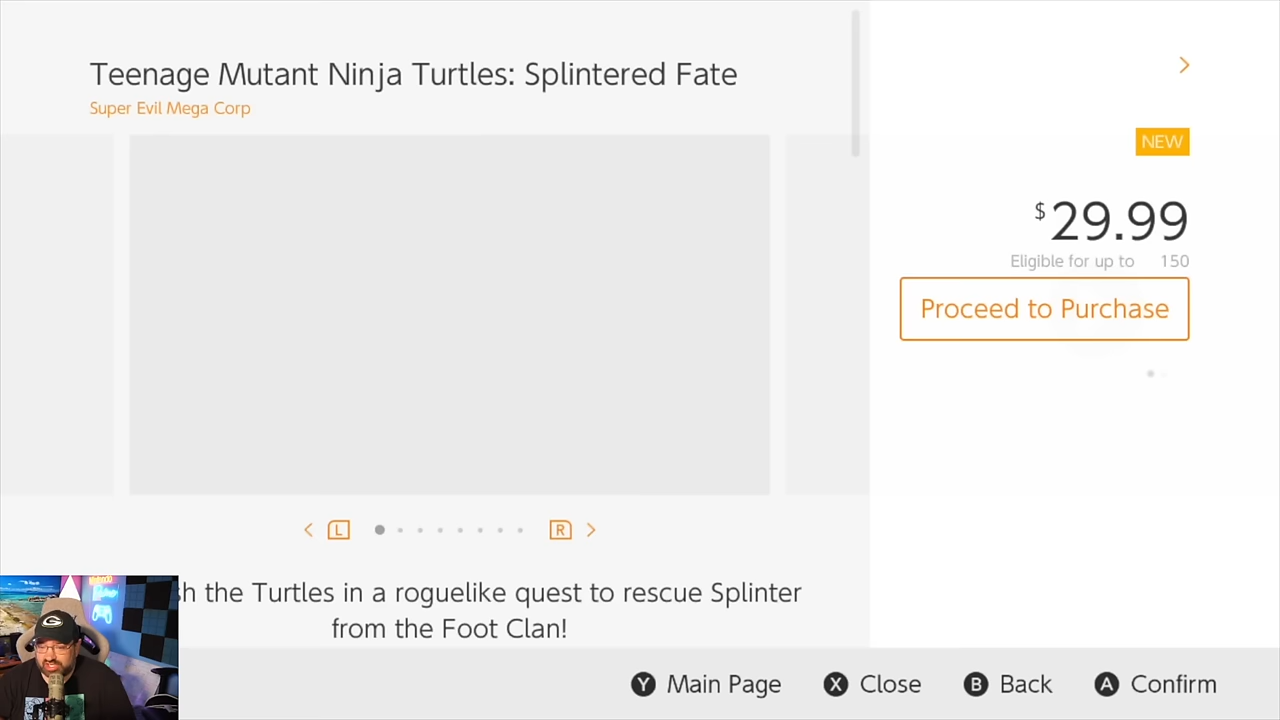 Teenage Mutant Ninja Turtles: Splintered Fate
Super Evil Mega Corp
NEW
$29.99
Eligible for up to 150
Proceed to Purchase
L
R
the Turtles in a roguelike quest to rescue Splinter
from the Foot Clan!
Y Main Page
X Close
B Back
A Confirm